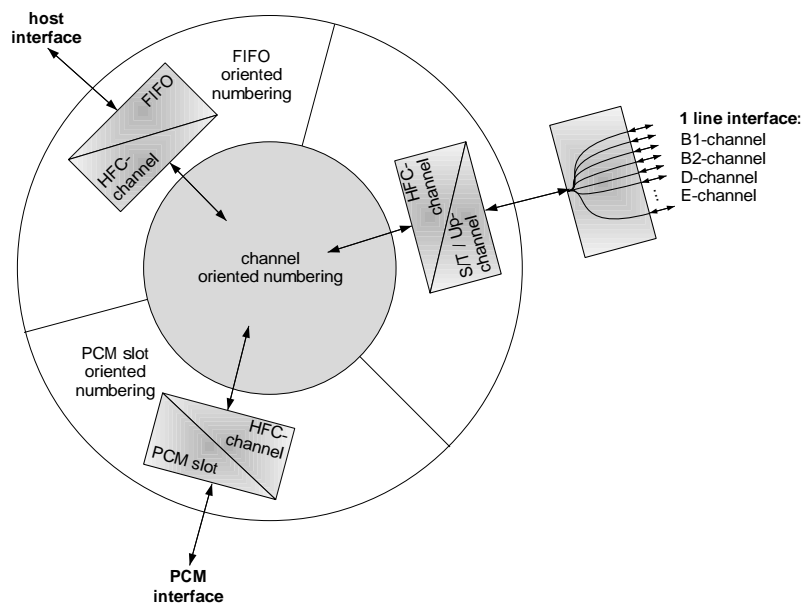 host
interface
FIFO
oriented
numbering
FIFO
HFC-
channel
1 line interface:
B1-channel
B2-channel
D-channel
...
E-channel
HFC-
channel
S/T / Up-
channel
channel
oriented numbering
PCM slot
oriented
numbering
HFC-
channel
PCM slot
PCM
interface